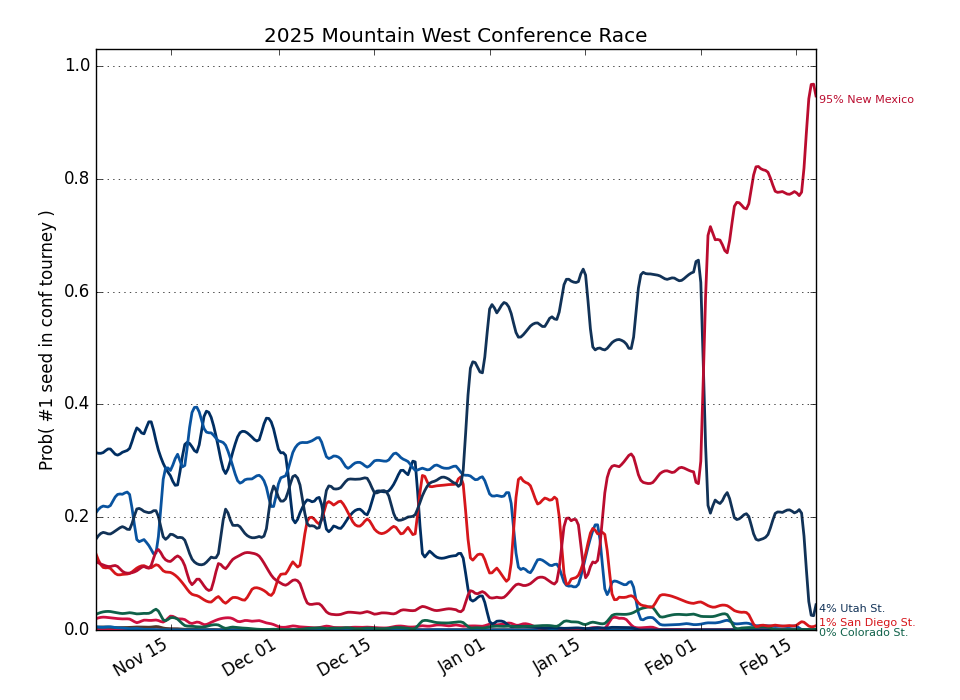 2025 Mountain West Conference Race
Prob( #1 seed in conf tourney )
1.0
0.8
0.6
0.4
0.2
0.0
Nov 15
Dec 01
Dec 15
Jan 01
Jan 15
Feb 01
Feb 15
95% New Mexico
4% Utah St.
1% San Diego St.
0% Colorado St.